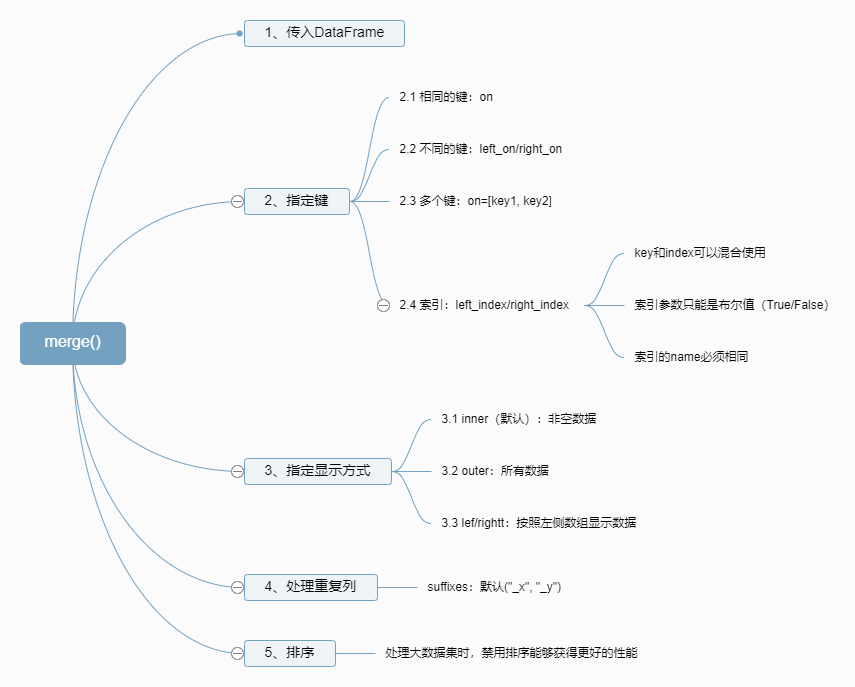 merge()
1、传入DataFrame
2、指定键
2.1 相同的键：on
2.2 不同的键：left_on/right_on
2.3 多个键：on=[key1, key2]
2.4 索引：left_index/right_index
key和index可以混合使用
索引参数只能是布尔值（True/False）
索引的name必须相同
3、指定显示方式
3.1 inner（默认）：非空数据
3.2 outer：所有数据
3.3 lef/rightt：按照左侧数组显示数据
4、处理重复列
suffixes：默认("_x", "_y")
5、排序
处理大数据集时，禁用排序能够获得更好的性能